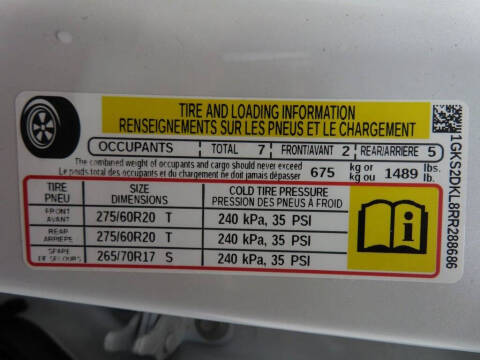 TIRE AND LOADING INFORMATION
RENSEIGNEMENTS SUR LES PNEUS ET LE CHARGEMENT
OCCUPANTS TOTAL 7 FRONT/AVANT 2 REAR/ARRIÈRE 5
The combined weight of occupants and cargo should never exceed 675 kg or 1489 lbs.
Le poids total des occupants et du chargement ne doit jamais dépasser kg ou lb.
TIRE SIZE COLD TIRE PRESSURE
PNEU DIMENSIONS PRESSION DES PNEUS À FROID
FRONT
AVANT 275/60R20 T 240 kPa, 35 PSI
REAR
ARRIERE 275/60R20 T 240 kPa, 35 PSI
SPARE
DE SECOURS 265/70R17 S 240 kPa, 35 PSI
i
1GKS2DKL8RR288686